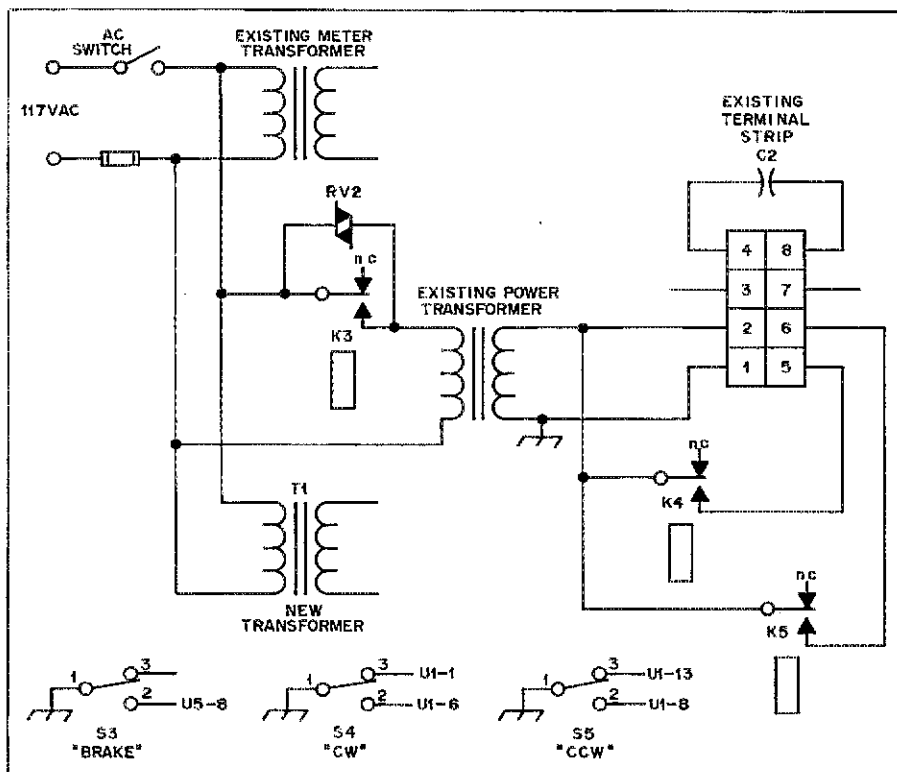 AC
SWITCH
EXISTING METER
TRANSFORMER
117VAC
EXISTING
TERMINAL
STRIP
C2
RV2
nc
K3
EXISTING POWER
TRANSFORMER
4 8
3 7
2 6
1 5
nc
K4
T1
NEW
TRANSFORMER
nc
K5
1 3
2 U5-8
S3
"BRAKE"
1 3 U1-1
2 U1-6
S4
"CW"
1 3 U1-13
2 U1-8
S5
"CCW"